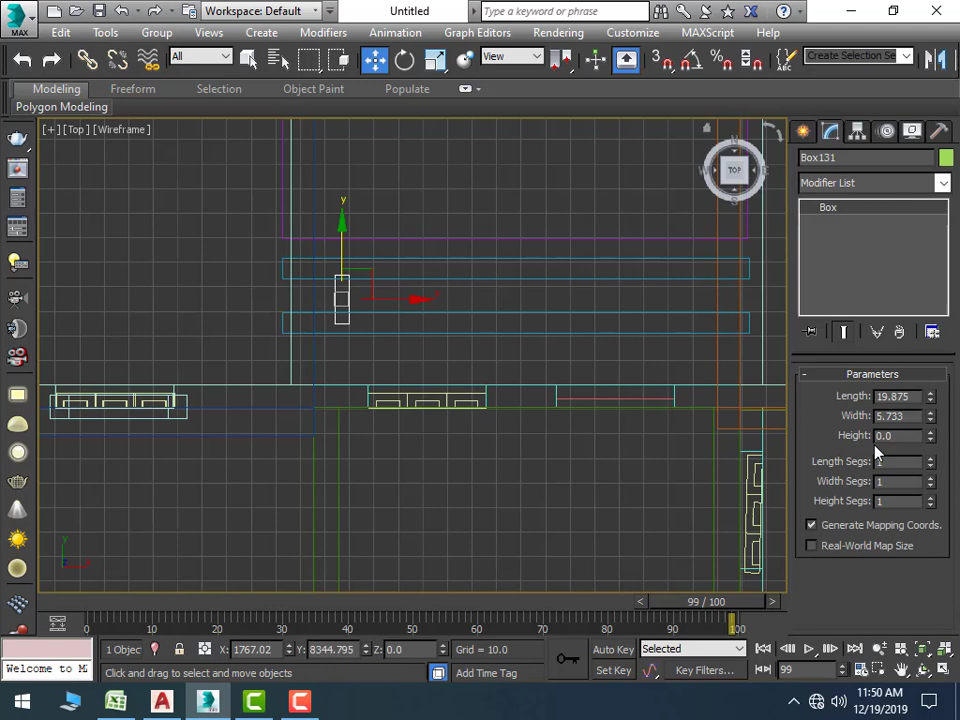 MAX
Workspace: Default
Untitled
Type a keyword or phrase
Edit Tools Group Views Create Modifiers Animation Graph Editors Rendering Customize MAXScript Help
All
View
3
Create Selection Se
Modeling Freeform Selection Object Paint Populate
Polygon Modeling
[+] [Top] [Wireframe]
N
W
TOP
E
S
y
Box131
Modifier List
Box
- Parameters
Length: 19.875
Width: 5.733
Height: 0.0
Length Segs: 1
Width Segs: 1
Height Segs: 1
Generate Mapping Coords.
Real-World Map Size
y
x
< 99 / 100 >
0 10 20 30 40 50 60 70 80 90 100
1 Objec X: 1767.02 Y: 8344.795 Z: 0.0 Grid = 10.0 Auto Key Selected
Welcome to M Click and drag to select and move objects Add Time Tag Set Key Key Filters... 99
11:50 AM
12/19/2019